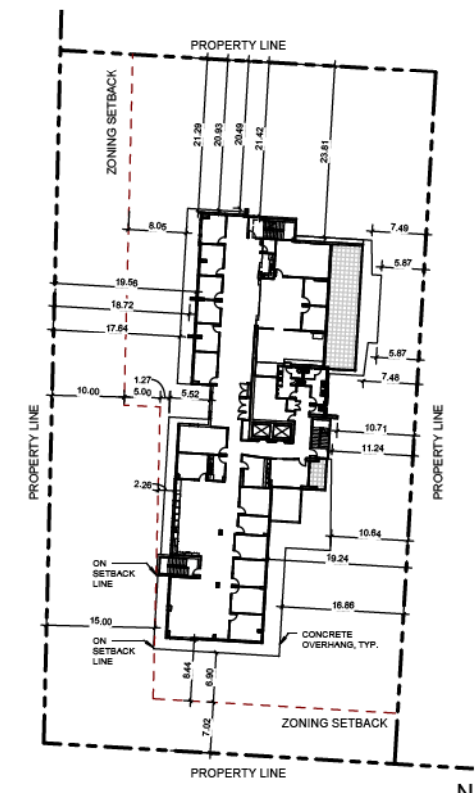 PROPERTY LINE
ZONING SETBACK
21.29
20.93
20.49
21.42
23.81
8.05
7.49
5.87
19.56
18.72
17.64
5.87
7.48
1.27
10.00
5.00
5.52
10.71
11.24
PROPERTY LINE
PROPERTY LINE
2.26
10.64
19.24
ON
SETBACK
LINE
16.86
15.00
ON
SETBACK
LINE
CONCRETE
OVERHANG, TYP.
8.44
6.90
7.02
ZONING SETBACK
PROPERTY LINE
N